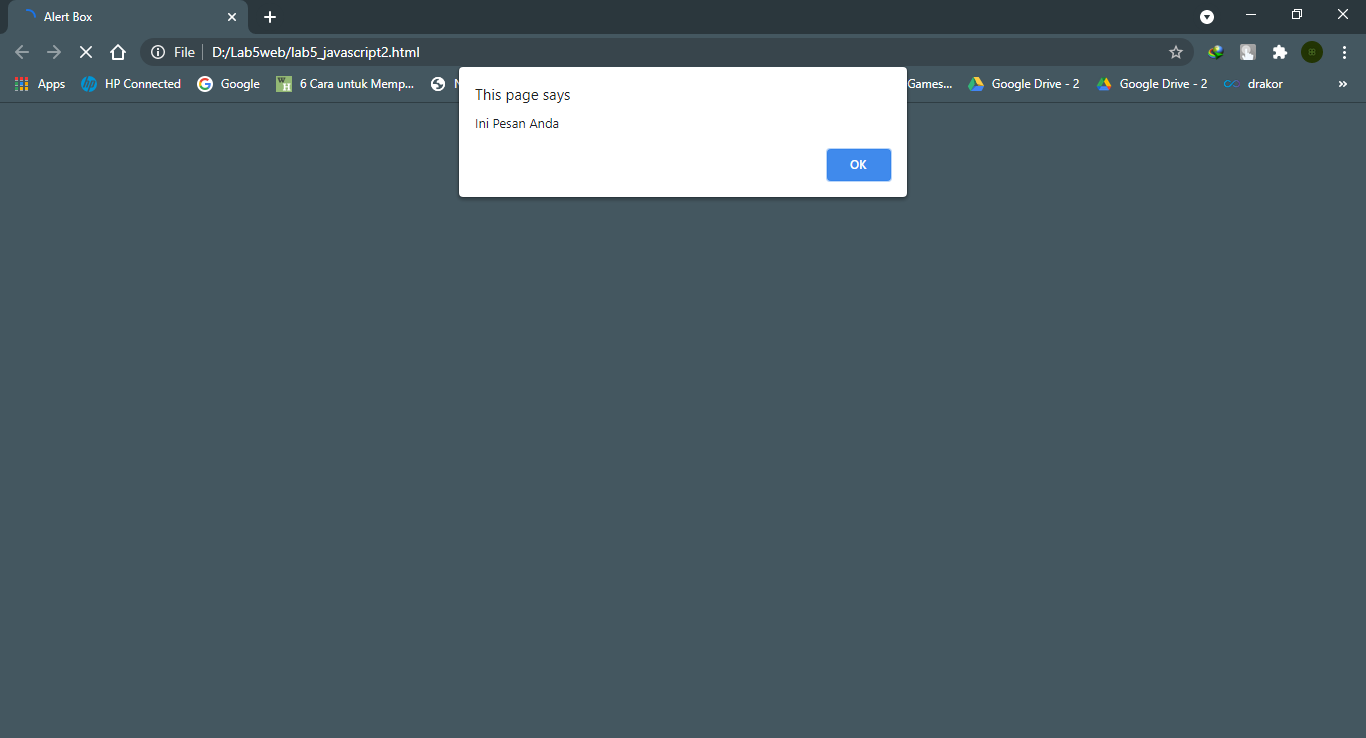 Alert Box
File
D:/Lab5web/lab5_javascript2.html
Apps
HP Connected
Google
6 Cara untuk Memp...
Games...
Google Drive - 2
Google Drive - 2
drakor
»
This page says
Ini Pesan Anda
OK